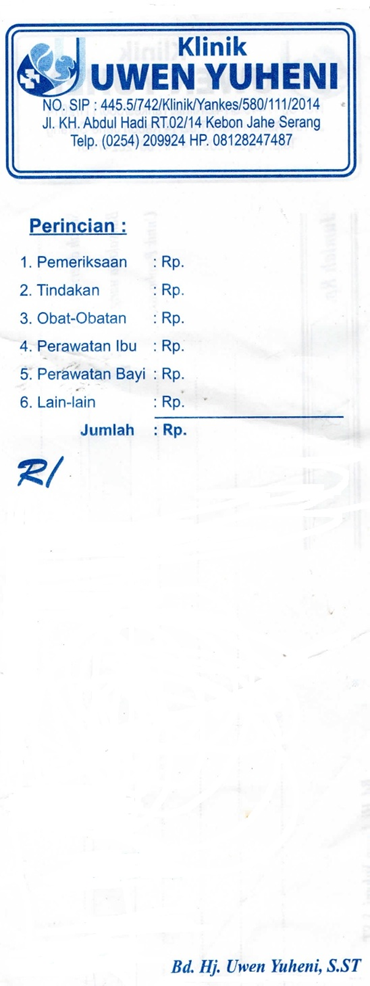 Klinik
UWEN YUHENI
NO. SIP : 445.5/742/Klinik/Yankes/580/111/2014
Jl. KH. Abdul Hadi RT.02/14 Kebon Jahe Serang
Telp. (0254) 209924 HP. 08128247487
Perincian :
1. Pemeriksaan : Rp.
2. Tindakan : Rp.
3. Obat-Obatan : Rp.
4. Perawatan Ibu : Rp.
5. Perawatan Bayi : Rp.
6. Lain-lain : Rp.
Jumlah : Rp.
R/
Bd. Hj. Uwen Yuheni, S.ST